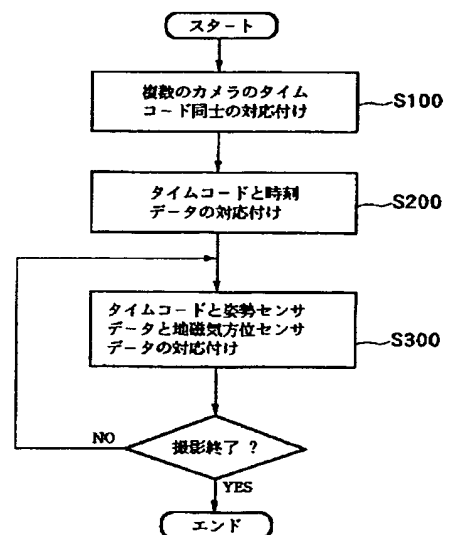 スタート
複数のカメラのタイム
コード同士の対応付け
S100
タイムコードと時刻
データの対応付け
S200
タイムコードと姿勢センサ
データと地磁気方位センサ
データの対応付け
S300
NO
撮影終了 ?
YES
エンド